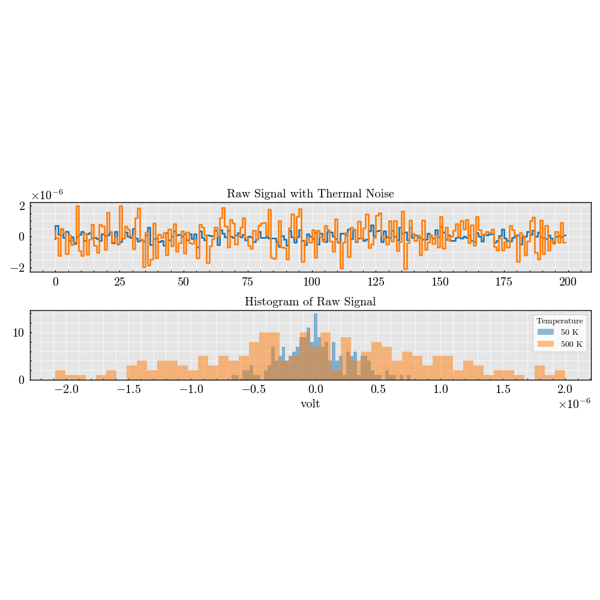 Raw Signal with Thermal Noise
×10⁻⁶
2
0
−2
0 25 50 75 100 125 150 175 200
Histogram of Raw Signal
10
0
Temperature
50 K
500 K
−2.0 −1.5 −1.0 −0.5 0.0 0.5 1.0 1.5 2.0
volt
×10⁻⁶